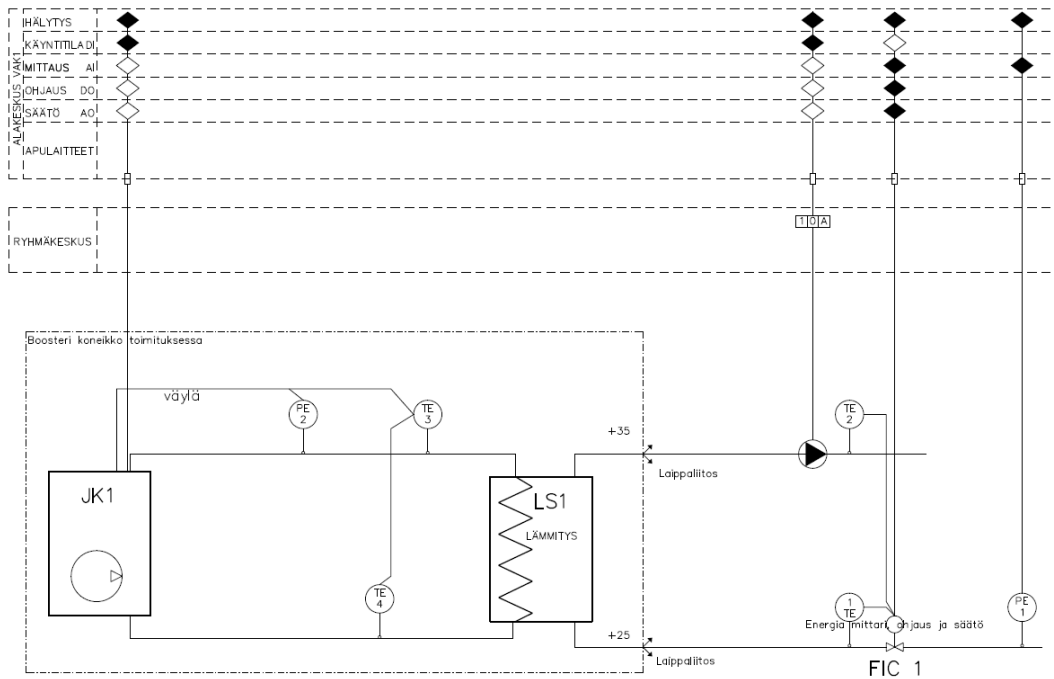 ALAKESKUS VAK1
HÄLYTYS
KÄYNTITILA DI
MITTAUS AI
OHJAUS DO
SÄÄTÖ AO
APULAITTEET
RYHMÄKESKUS
10A
Boosteri koneikko toimituksessa
väylä
PE 2
TE 3
TE 2
+35
Laippaliitos
JK1
LS1
LÄMMITYS
TE 4
1 TE
PE 1
Energia mittari, ohjaus ja säätö
+25
Laippaliitos
FIC 1